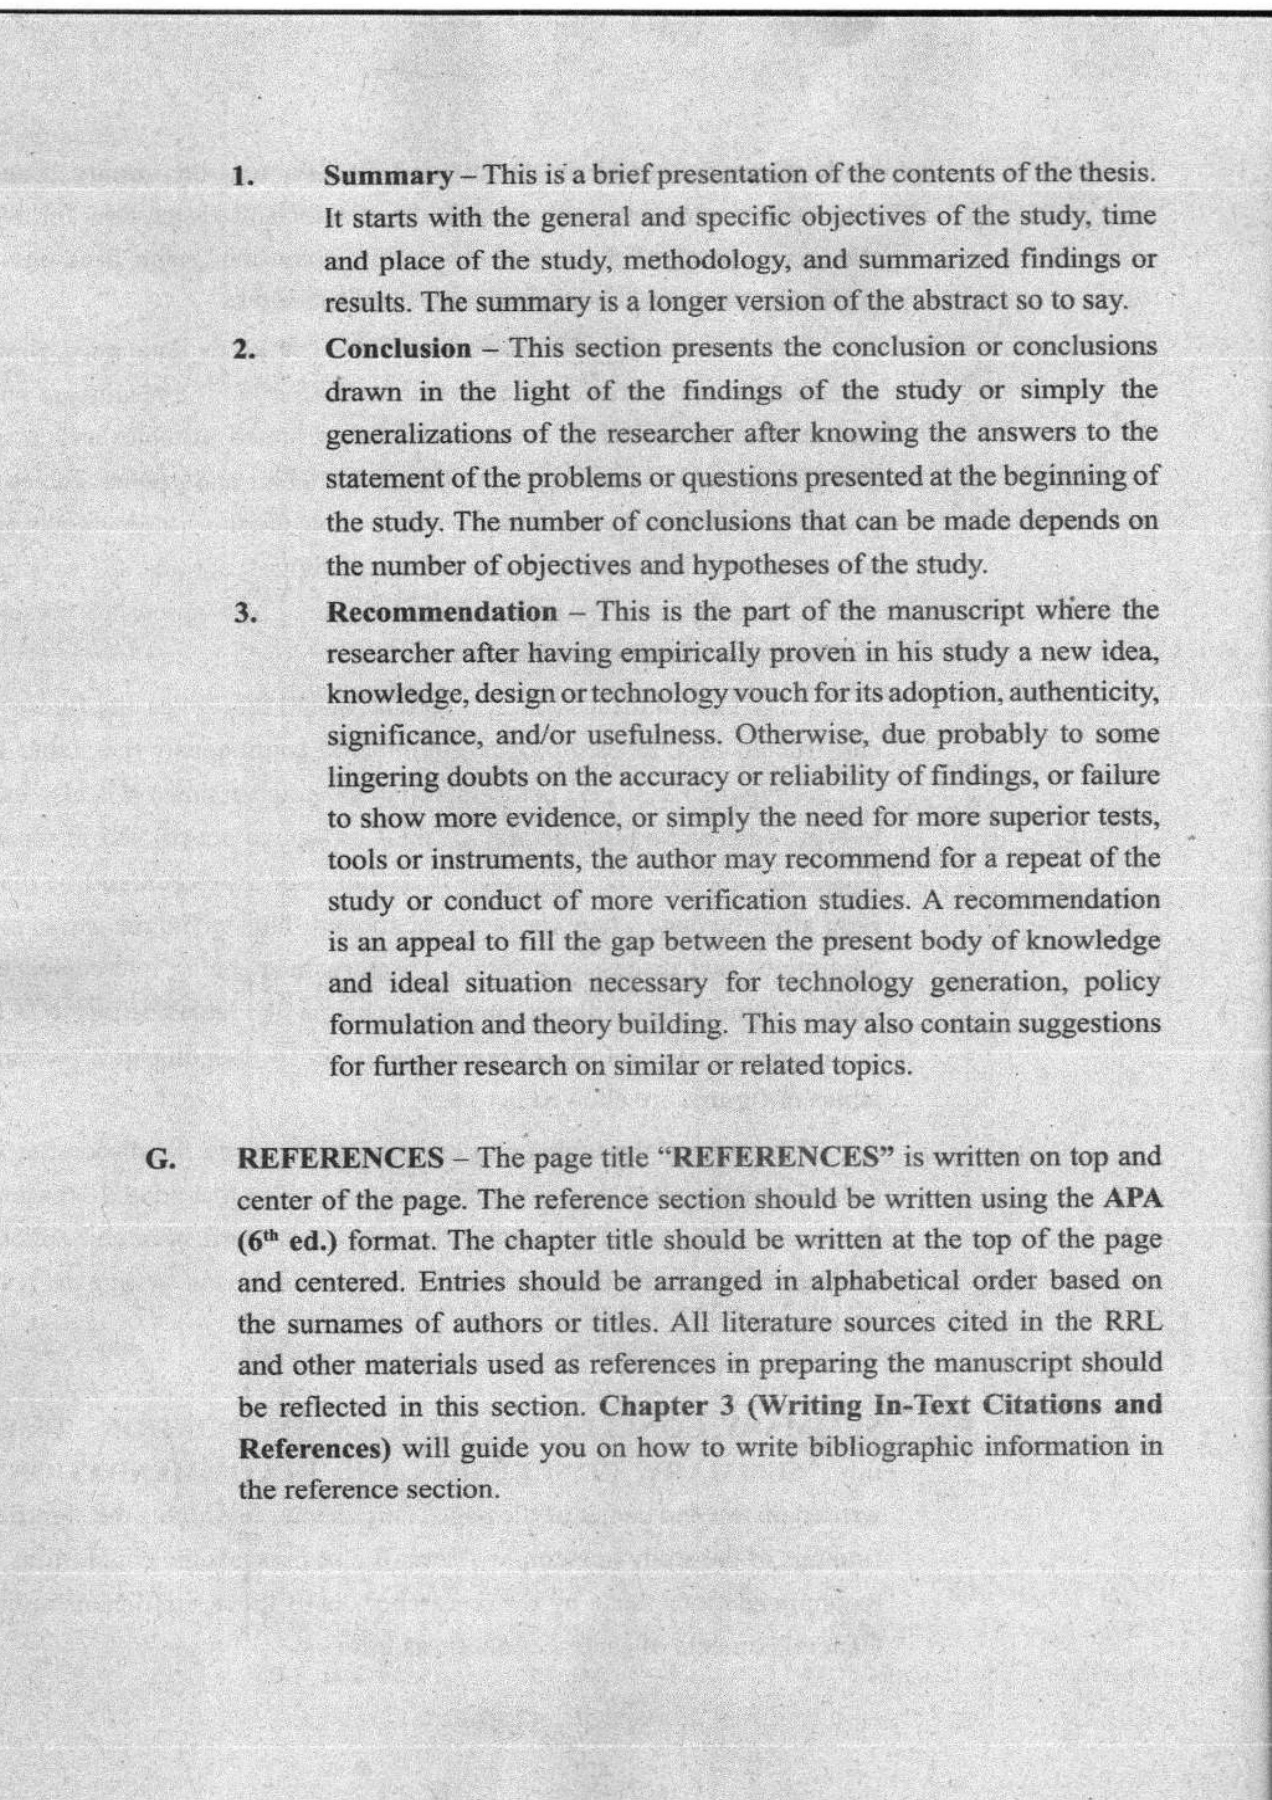 1. Summary – This is a brief presentation of the contents of the thesis.
It starts with the general and specific objectives of the study, time
and place of the study, methodology, and summarized findings or
results. The summary is a longer version of the abstract so to say.
2. Conclusion – This section presents the conclusion or conclusions
drawn in the light of the findings of the study or simply the
generalizations of the researcher after knowing the answers to the
statement of the problems or questions presented at the beginning of
the study. The number of conclusions that can be made depends on
the number of objectives and hypotheses of the study.
3. Recommendation – This is the part of the manuscript where the
researcher after having empirically proven in his study a new idea,
knowledge, design or technology vouch for its adoption, authenticity,
significance, and/or usefulness. Otherwise, due probably to some
lingering doubts on the accuracy or reliability of findings, or failure
to show more evidence, or simply the need for more superior tests,
tools or instruments, the author may recommend for a repeat of the
study or conduct of more verification studies. A recommendation
is an appeal to fill the gap between the present body of knowledge
and ideal situation necessary for technology generation, policy
formulation and theory building. This may also contain suggestions
for further research on similar or related topics.
G. REFERENCES – The page title “REFERENCES” is written on top and
center of the page. The reference section should be written using the APA
(6th ed.) format. The chapter title should be written at the top of the page
and centered. Entries should be arranged in alphabetical order based on
the surnames of authors or titles. All literature sources cited in the RRL
and other materials used as references in preparing the manuscript should
be reflected in this section. Chapter 3 (Writing In-Text Citations and
References) will guide you on how to write bibliographic information in
the reference section.